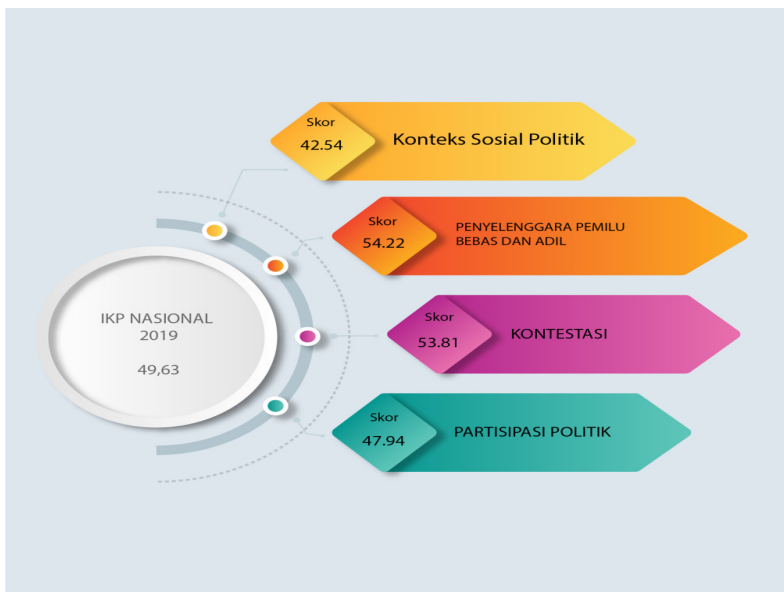 Skor
42.54
Konteks Sosial Politik
Skor
54.22
PENYELENGGARA PEMILU
BEBAS DAN ADIL
IKP NASIONAL
2019
49,63
Skor
53.81
KONTESTASI
Skor
47.94
PARTISIPASI POLITIK